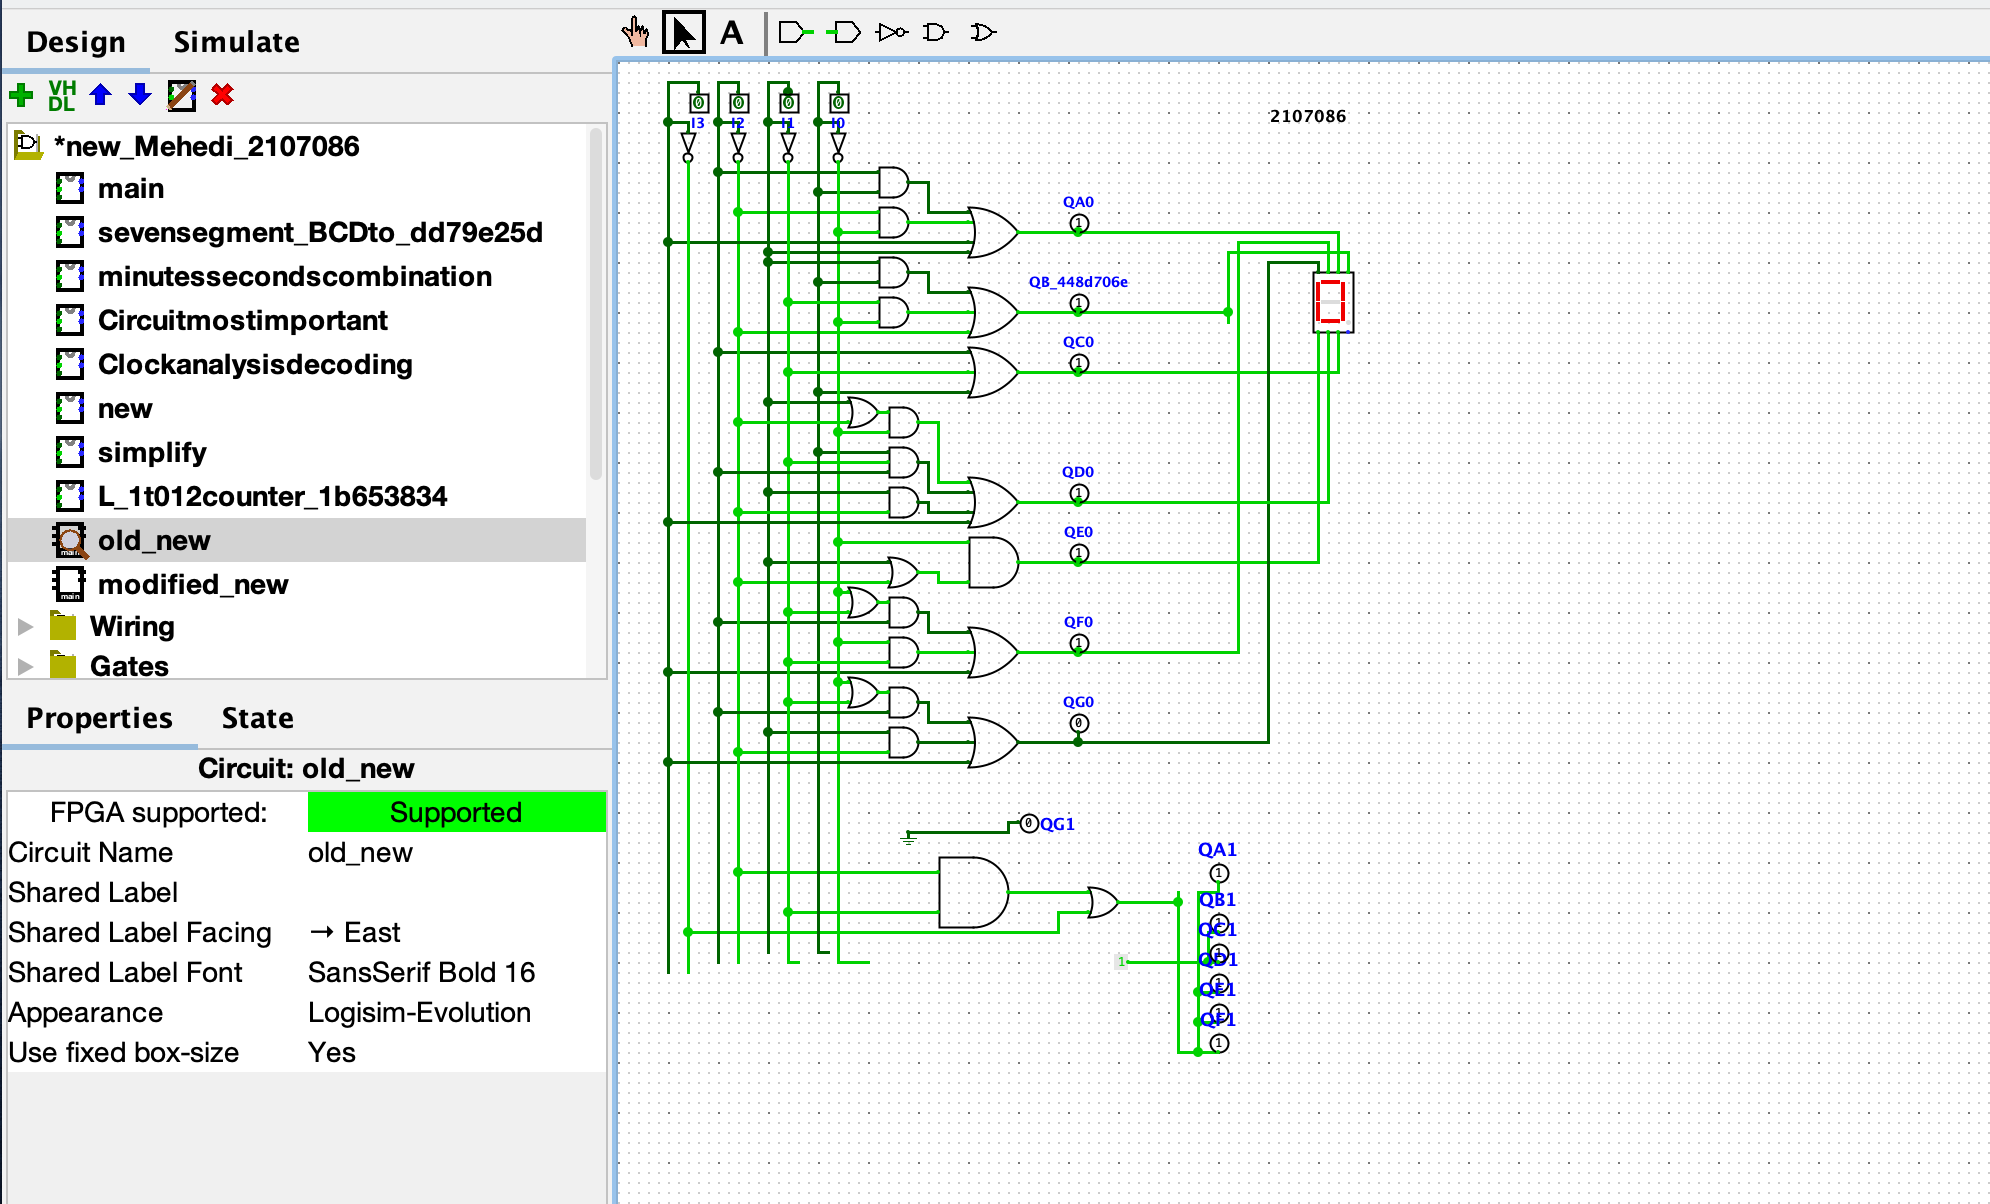 Design Simulate
A
VH
DL
*new_Mehedi_2107086
main
sevensegment_BCDto_dd79e25d
minutessecondscombination
Circuitmostimportant
Clockanalysisdecoding
new
simplify
L_1t012counter_1b653834
old_new
modified_new
Wiring
Gates
Properties State
Circuit: old_new
FPGA supported: Supported
Circuit Name old_new
Shared Label
Shared Label Facing → East
Shared Label Font SansSerif Bold 16
Appearance Logisim-Evolution
Use fixed box-size Yes
0 0 0 0
I3 I2 I1 I0
2107086
QA0
1
QB_448d706e
1
QC0
1
QD0
1
QE0
1
QF0
1
QG0
0
0 QG1
QA1
1
QB1
1
QC1
1
1
QD1
1
QE1
1
QF1
1